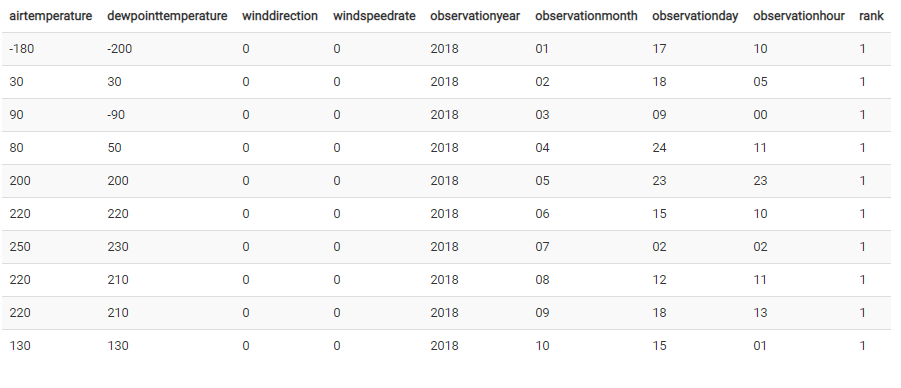 airtemperature dewpointtemperature winddirection windspeedrate observationyear observationmonth observationday observationhour rank
-180 -200 0 0 2018 01 17 10 1
30 30 0 0 2018 02 18 05 1
90 -90 0 0 2018 03 09 00 1
80 50 0 0 2018 04 24 11 1
200 200 0 0 2018 05 23 23 1
220 220 0 0 2018 06 15 10 1
250 230 0 0 2018 07 02 02 1
220 210 0 0 2018 08 12 11 1
220 210 0 0 2018 09 18 13 1
130 130 0 0 2018 10 15 01 1